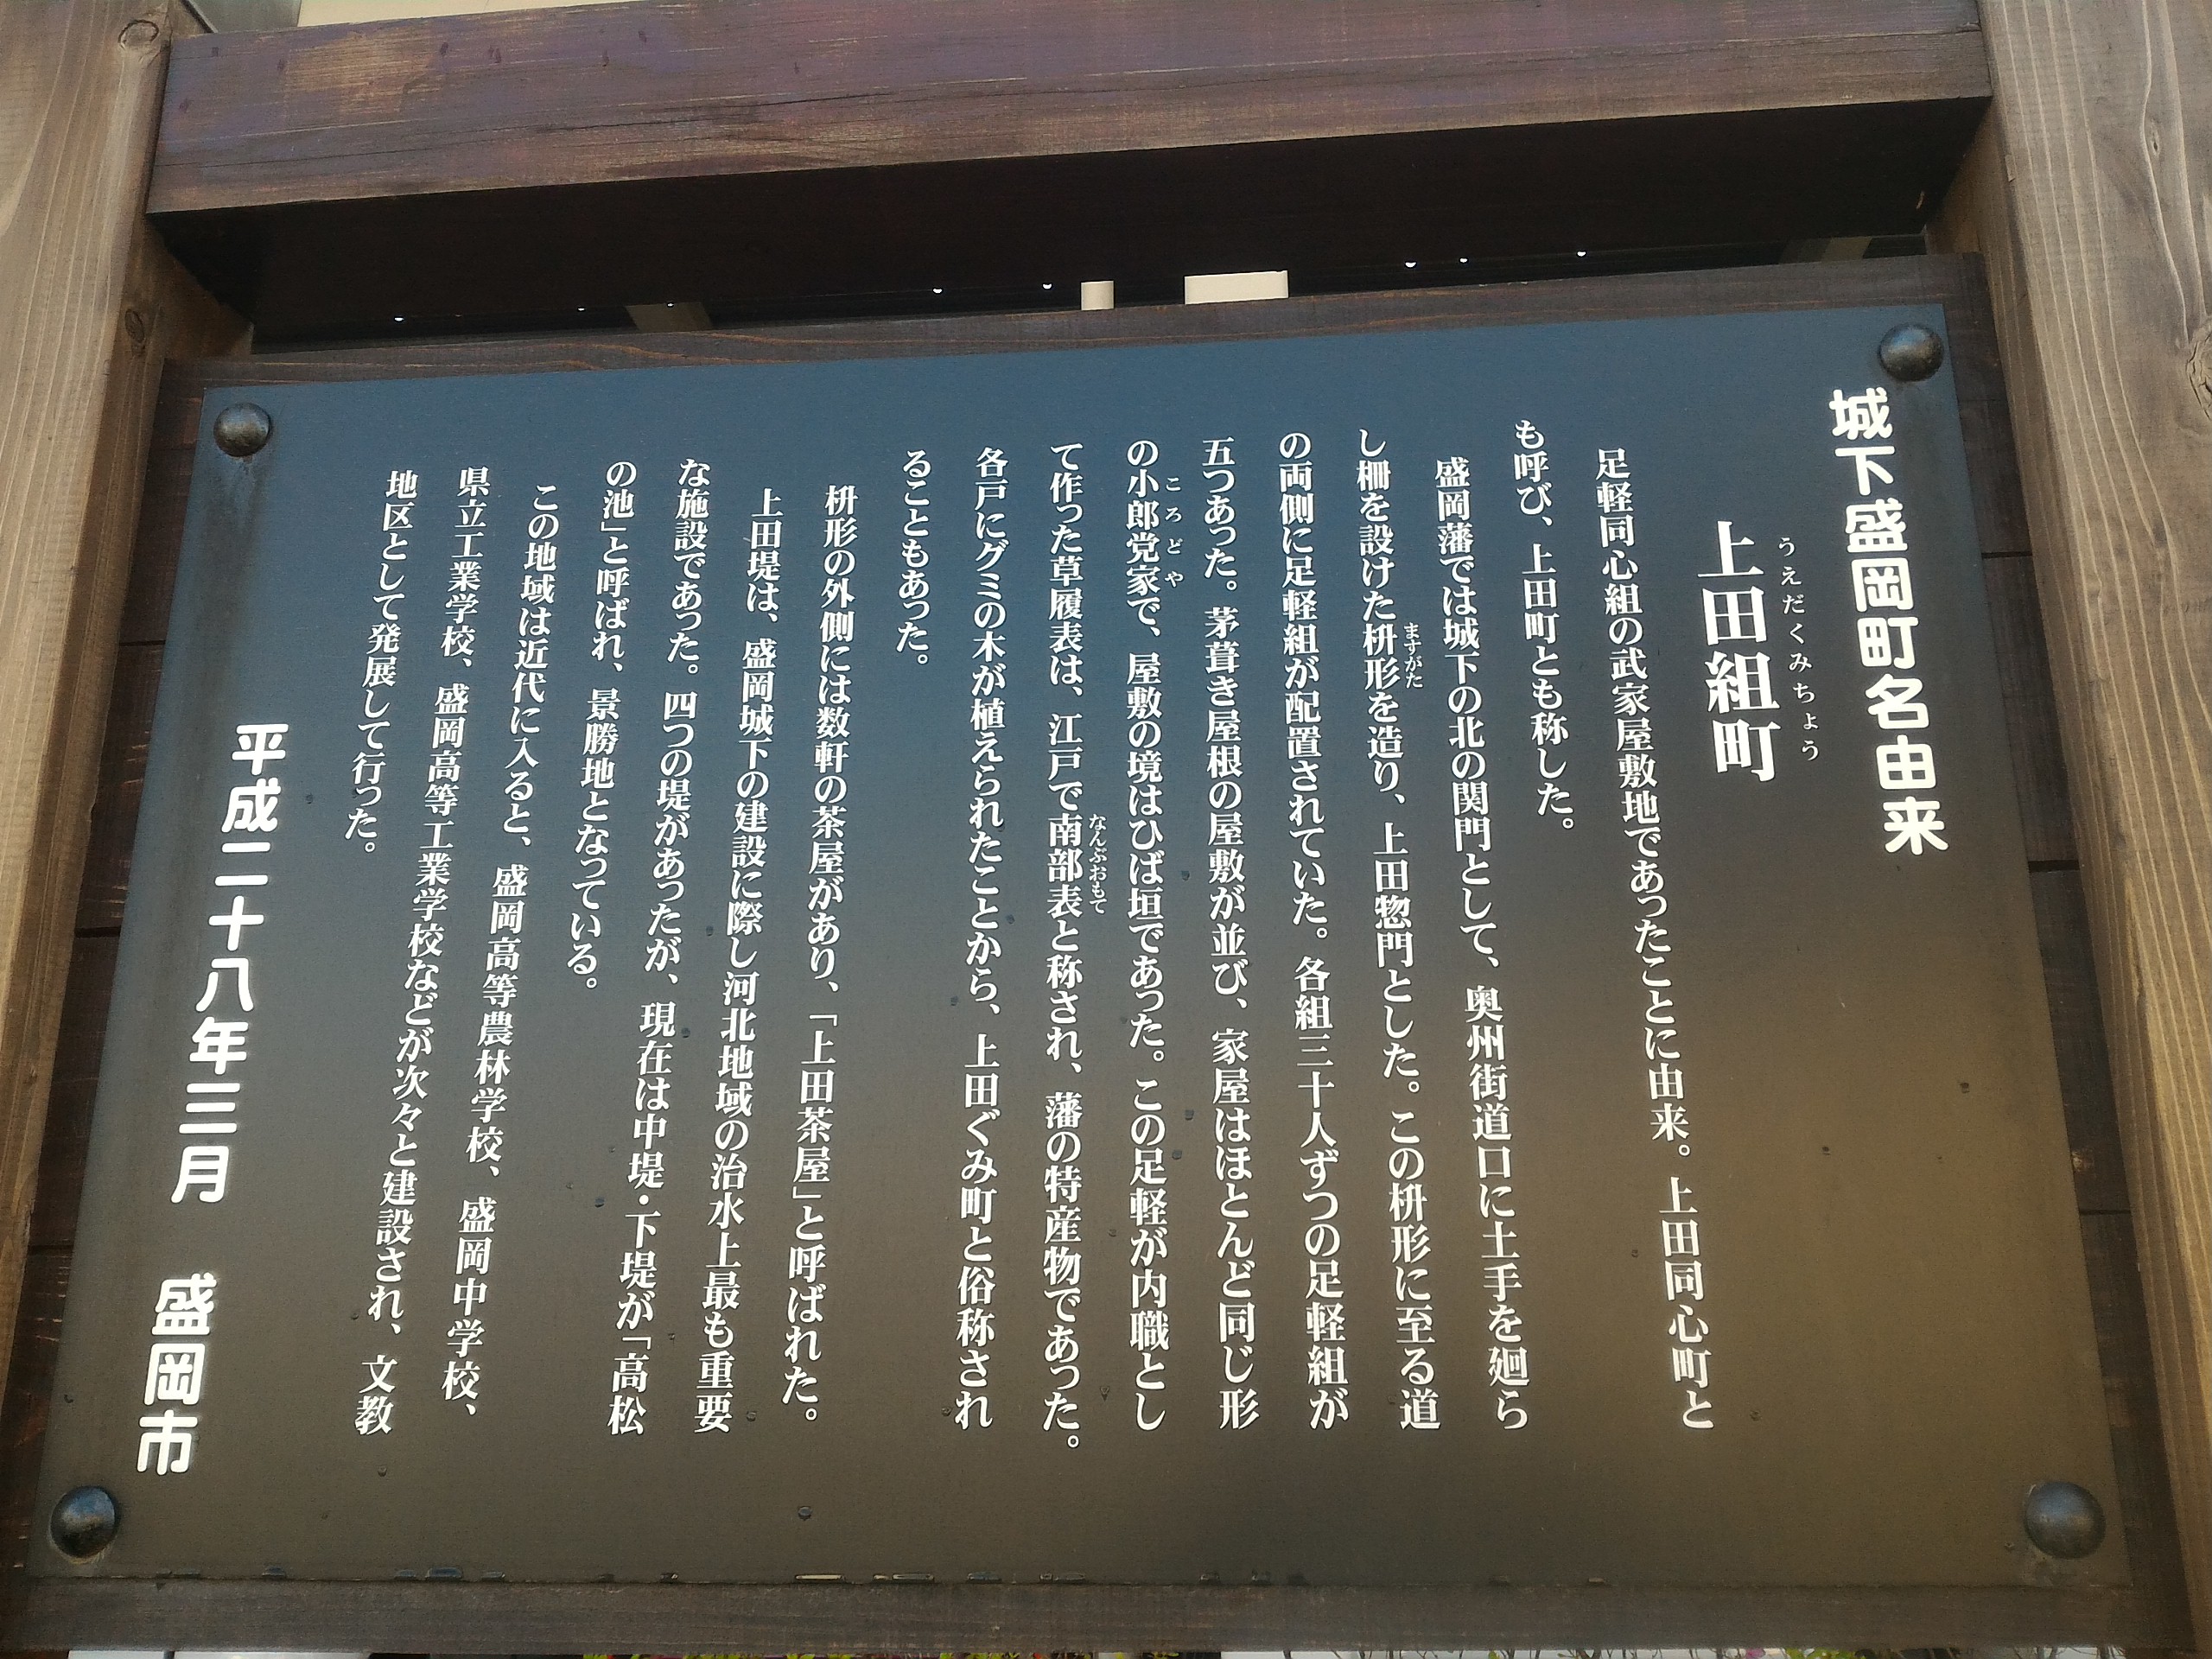 城下盛岡町名由来
うえだくみちょう
上田組町
足軽同心組の武家屋敷地であったことに由来。上田同心町と
も呼び、上田町とも称した。
盛岡藩では城下の北の関門として、奥州街道口に土手を廻ら
ますがた
し柵を設けた枡形を造り、上田惣門とした。この枡形に至る道
の両側に足軽組が配置されていた。各組三十人ずつの足軽組が
五つあった。茅葺き屋根の屋敷が並び、家屋はほとんど同じ形
ころどや
の小郎党家で、屋敷の境はひば垣であった。この足軽が内職とし
なんぶおもて
て作った草履表は、江戸で南部表と称され、藩の特産物であった。
各戸にグミの木が植えられたことから、上田ぐみ町と俗称され
ることもあった。
枡形の外側には数軒の茶屋があり、「上田茶屋」と呼ばれた。
上田堤は、盛岡城下の建設に際し河北地域の治水上最も重要
な施設であった。四つの堤があったが、現在は中堤・下堤が「高松
の池」と呼ばれ、景勝地となっている。
この地域は近代に入ると、盛岡高等農林学校、盛岡中学校、
県立工業学校、盛岡高等工業学校などが次々と建設され、文教
地区として発展して行った。
平成二十八年三月 盛岡市